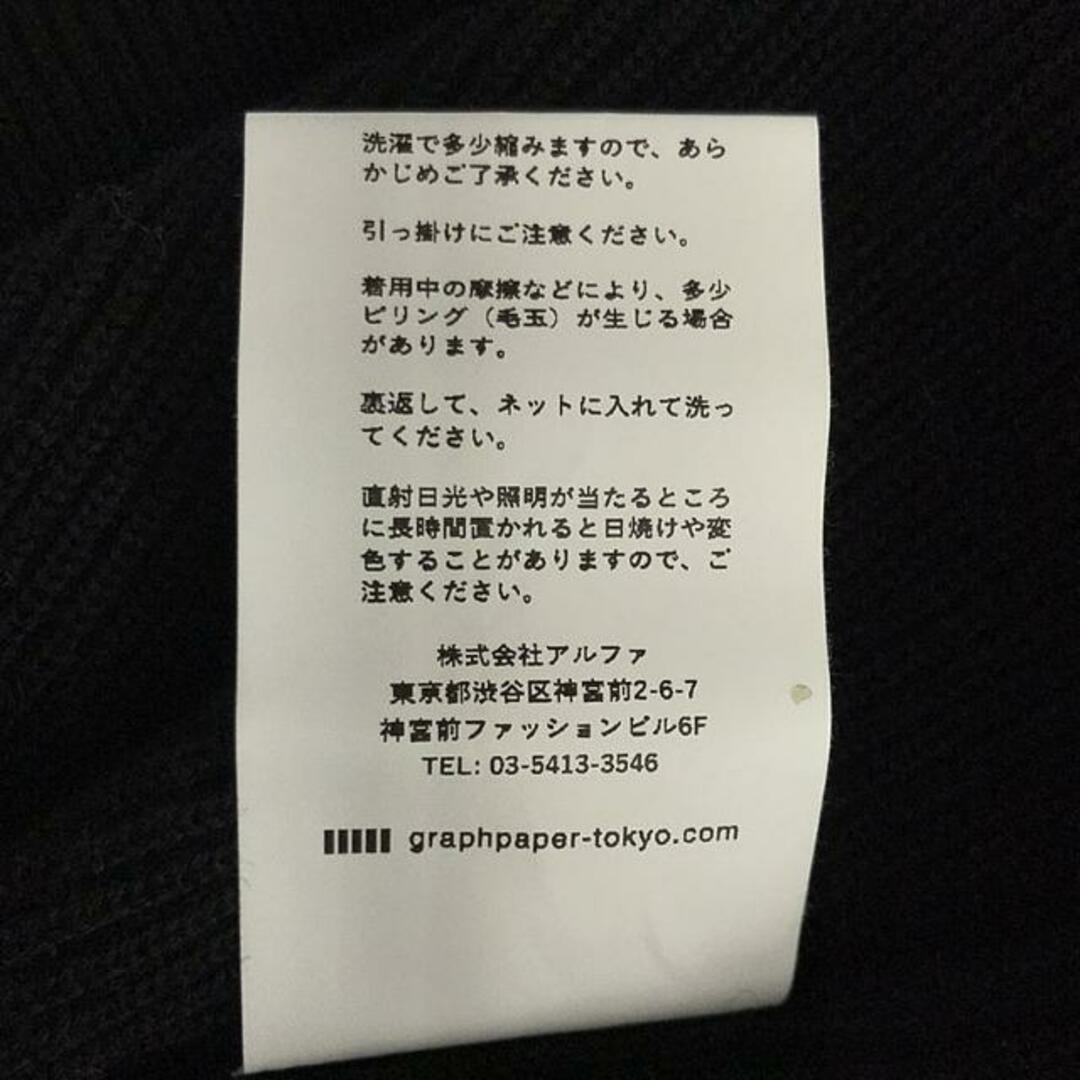 洗濯で多少縮みますので、あら
かじめご了承ください。
引っ掛けにご注意ください。
着用中の摩擦などにより、多少
ピリング（毛玉）が生じる場合
があります。
裏返して、ネットに入れて洗っ
てください。
直射日光や照明が当たるところ
に長時間置かれると日焼けや変
色することがありますので、ご
注意ください。
株式会社アルファ
東京都渋谷区神宮前2-6-7
神宮前ファッションビル6F
TEL: 03-5413-3546
graphpaper-tokyo.com